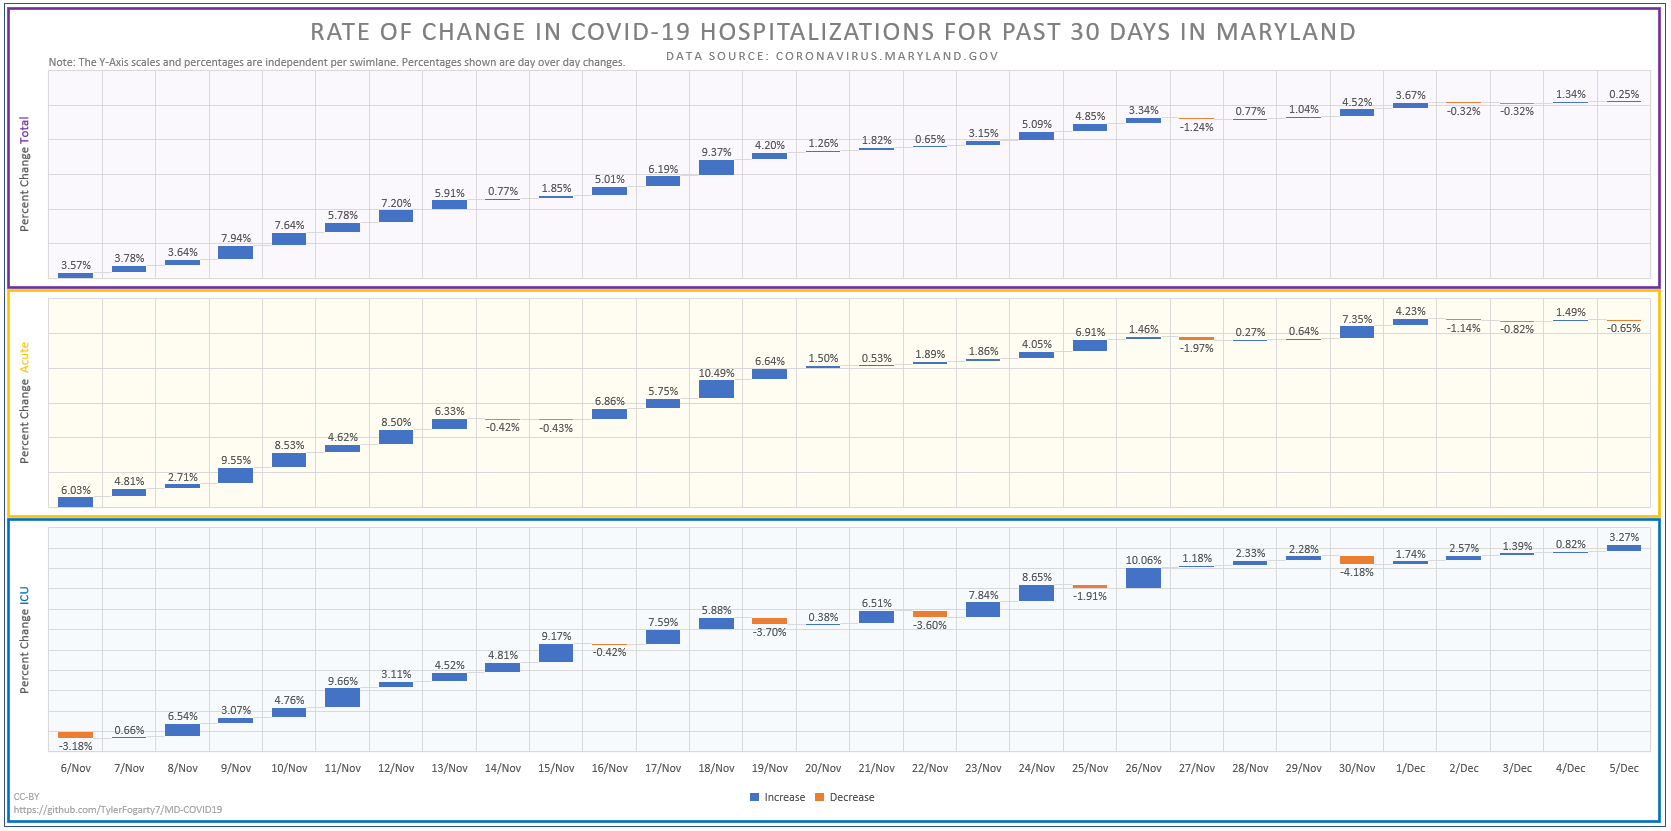 RATE OF CHANGE IN COVID-19 HOSPITALIZATIONS FOR PAST 30 DAYS IN MARYLAND
DATA SOURCE: CORONAVIRUS.MARYLAND.GOV
Note: The Y-Axis scales and percentages are independent per swimlane. Percentages shown are day over day changes.
Percent Change Total
3.57% 3.78% 3.64% 7.94% 7.64% 5.78% 7.20% 5.91% 0.77% 1.85% 5.01% 6.19% 9.37% 4.20% 1.26% 1.82% 0.65% 3.15% 5.09% 4.85% 3.34% -1.24% 0.77% 1.04% 4.52% 3.67% -0.32% -0.32% 1.34% 0.25%
Percent Change Acute
6.03% 4.81% 2.71% 9.55% 8.53% 4.62% 8.50% 6.33% -0.42% -0.43% 6.86% 5.75% 10.49% 6.64% 1.50% 0.53% 1.89% 1.86% 4.05% 6.91% 1.46% -1.97% 0.27% 0.64% 7.35% 4.23% -1.14% -0.82% 1.49% -0.65%
Percent Change ICU
-3.18% 0.66% 6.54% 3.07% 4.76% 9.66% 3.11% 4.52% 4.81% 9.17% -0.42% 7.59% 5.88% -3.70% 0.38% 6.51% -3.60% 7.84% 8.65% -1.91% 10.06% 1.18% 2.33% 2.28% -4.18% 1.74% 2.57% 1.39% 0.82% 3.27%
6/Nov 7/Nov 8/Nov 9/Nov 10/Nov 11/Nov 12/Nov 13/Nov 14/Nov 15/Nov 16/Nov 17/Nov 18/Nov 19/Nov 20/Nov 21/Nov 22/Nov 23/Nov 24/Nov 25/Nov 26/Nov 27/Nov 28/Nov 29/Nov 30/Nov 1/Dec 2/Dec 3/Dec 4/Dec 5/Dec
Increase Decrease
CC-BY
https://github.com/TylerFogarty7/MD-COVID19